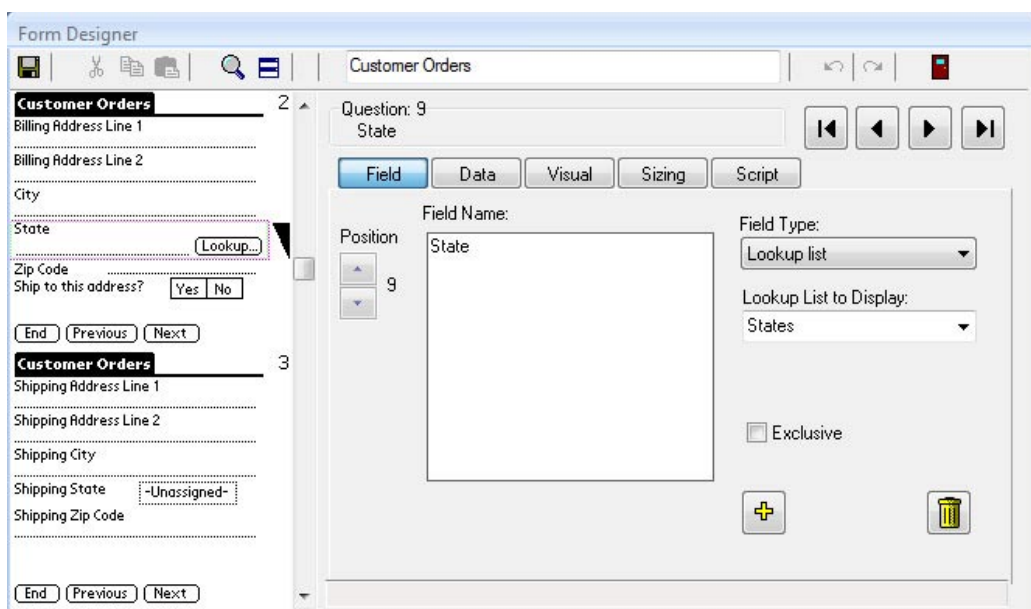 Form Designer
Customer Orders
Customer Orders 2
Billing Address Line 1
Billing Address Line 2
City
State
Lookup...
Zip Code
Ship to this address? Yes No
End Previous Next
Customer Orders 3
Shipping Address Line 1
Shipping Address Line 2
Shipping City
Shipping State -Unassigned-
Shipping Zip Code
End Previous Next
Question: 9
State
Field Data Visual Sizing Script
Position
9
Field Name:
State
Field Type:
Lookup list
Lookup List to Display:
States
Exclusive